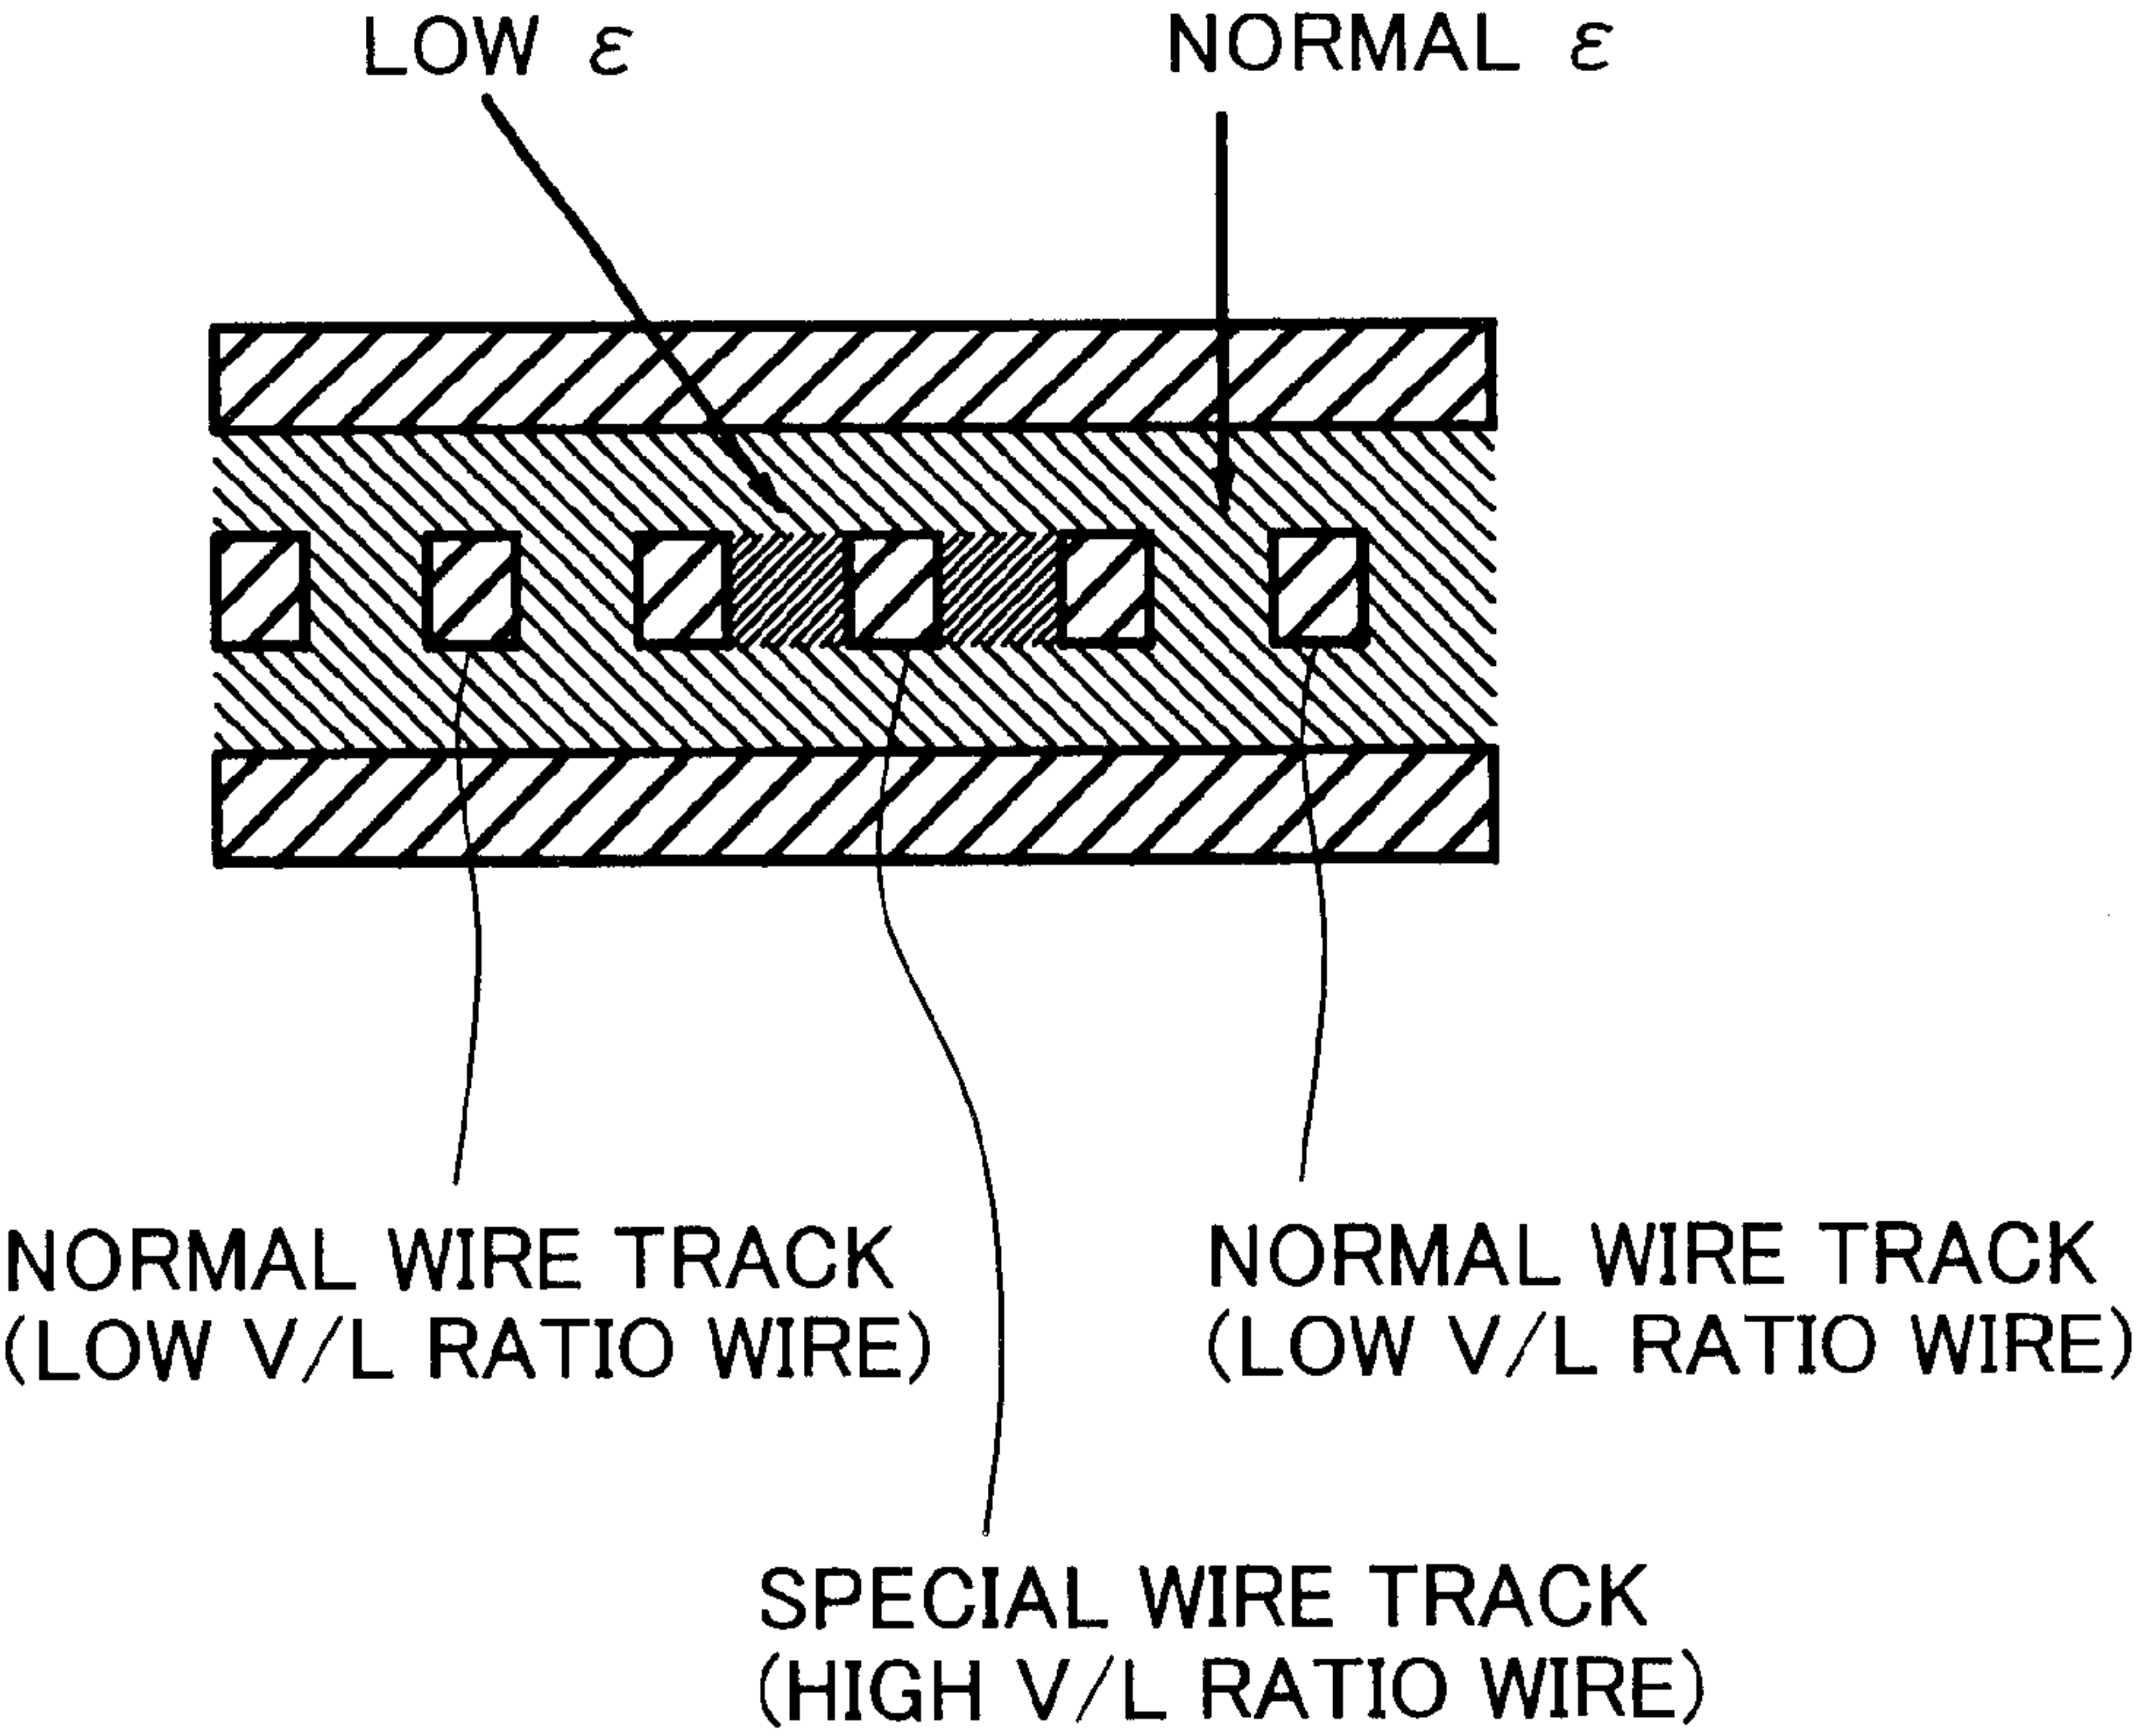 LOW ε
NORMAL ε
NORMAL WIRE TRACK
(LOW V/L RATIO WIRE)
NORMAL WIRE TRACK
(LOW V/L RATIO WIRE)
SPECIAL WIRE TRACK
(HIGH V/L RATIO WIRE)